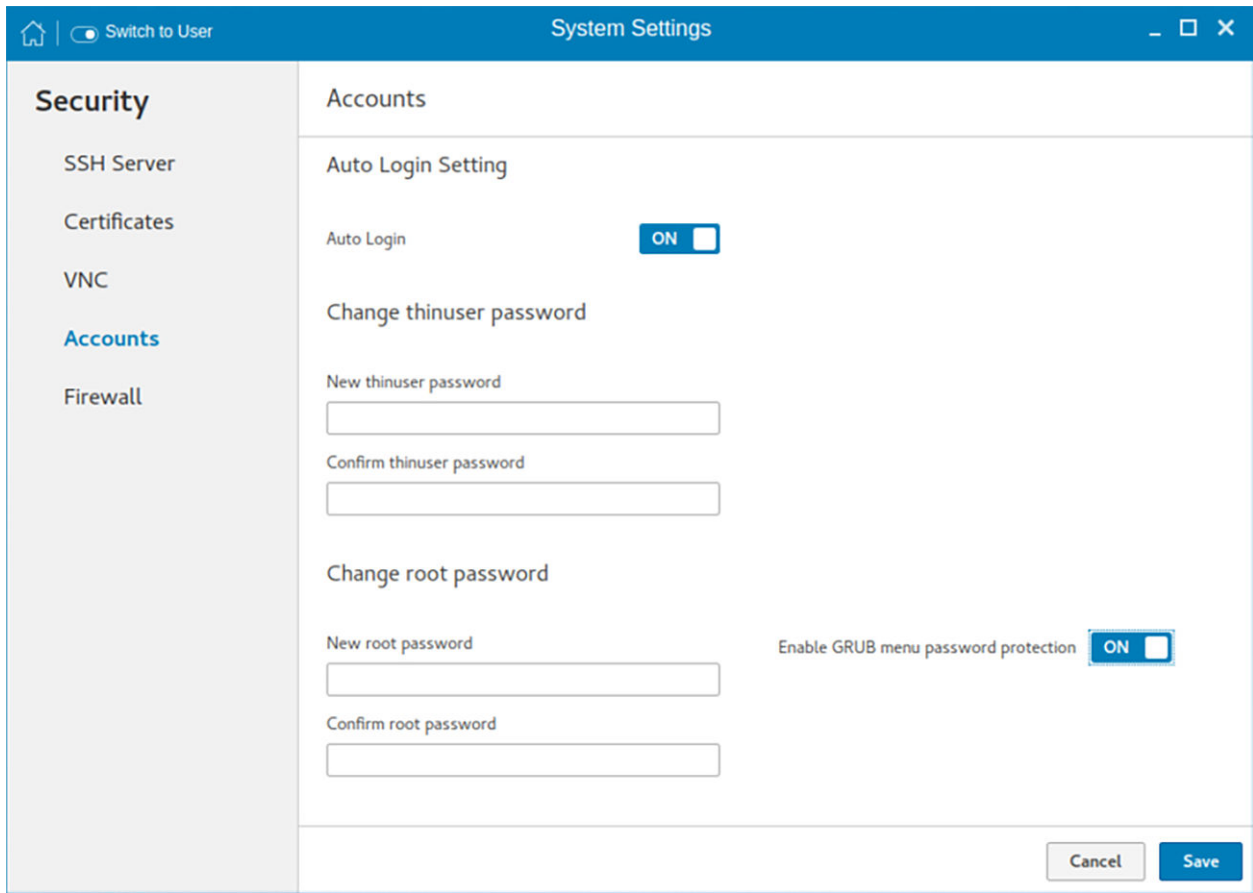 Switch to User
System Settings
Security
SSH Server
Certificates
VNC
Accounts
Firewall
Accounts
Auto Login Setting
Auto Login ON
Change thinuser password
New thinuser password
Confirm thinuser password
Change root password
New root password
Enable GRUB menu password protection ON
Confirm root password
Cancel
Save